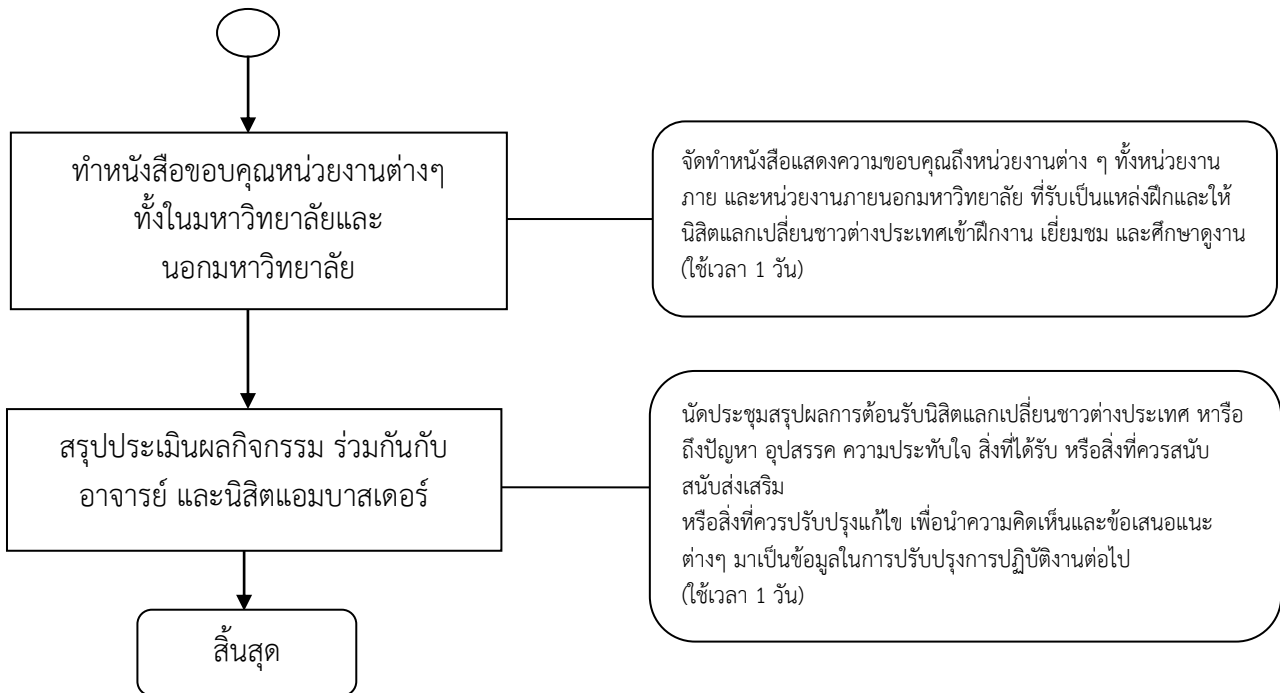 ทำหนังสือขอบคุณหน่วยงานต่างๆ
ทั้งในมหาวิทยาลัยและ
นอกมหาวิทยาลัย
จัดทำหนังสือแสดงความขอบคุณถึงหน่วยงานต่าง ๆ ทั้งหน่วยงาน
ภาย และหน่วยงานภายนอกมหาวิทยาลัย ที่รับเป็นแหล่งฝึกและให้
นิสิตแลกเปลี่ยนชาวต่างประเทศเข้าฝึกงาน เยี่ยมชม และศึกษาดูงาน
(ใช้เวลา 1 วัน)
สรุปประเมินผลกิจกรรม ร่วมกันกับ
อาจารย์ และนิสิตแอมบาสเดอร์
นัดประชุมสรุปผลการต้อนรับนิสิตแลกเปลี่ยนชาวต่างประเทศ หารือ
ถึงปัญหา อุปสรรค ความประทับใจ สิ่งที่ได้รับ หรือสิ่งที่ควรสนับ
สนับส่งเสริม
หรือสิ่งที่ควรปรับปรุงแก้ไข เพื่อนำความคิดเห็นและข้อเสนอแนะ
ต่างๆ มาเป็นข้อมูลในการปรับปรุงการปฏิบัติงานต่อไป
(ใช้เวลา 1 วัน)
สิ้นสุด